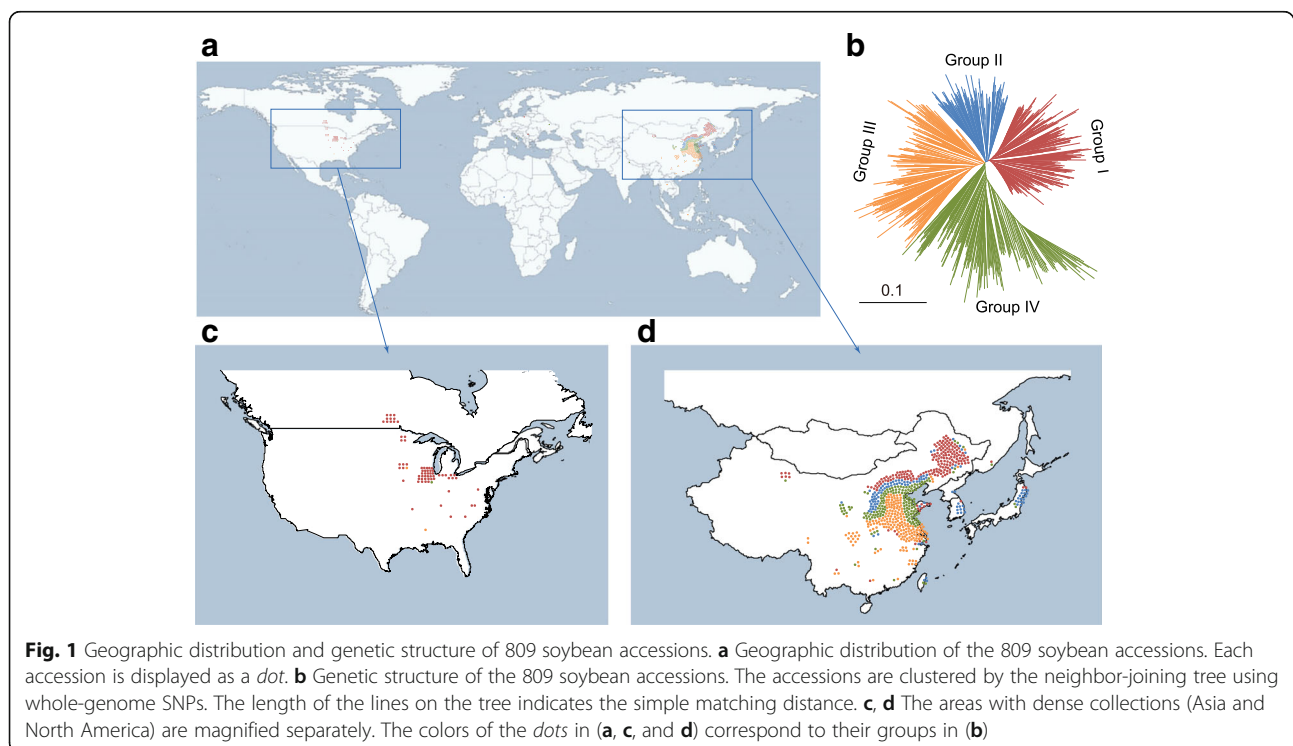 a
b
Group II
Group III
Group I
Group IV
0.1
c
d
Fig. 1 Geographic distribution and genetic structure of 809 soybean accessions. a Geographic distribution of the 809 soybean accessions. Each
accession is displayed as a dot. b Genetic structure of the 809 soybean accessions. The accessions are clustered by the neighbor-joining tree using
whole-genome SNPs. The length of the lines on the tree indicates the simple matching distance. c, d The areas with dense collections (Asia and
North America) are magnified separately. The colors of the dots in (a, c, and d) correspond to their groups in (b)